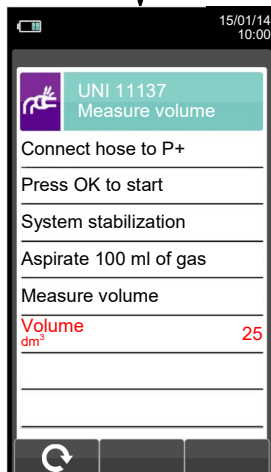 15/01/14
10:00
UNI 11137
Measure volume
Connect hose to P+
Press OK to start
System stabilization
Aspirate 100 ml of gas
Measure volume
Volume 25
dm³